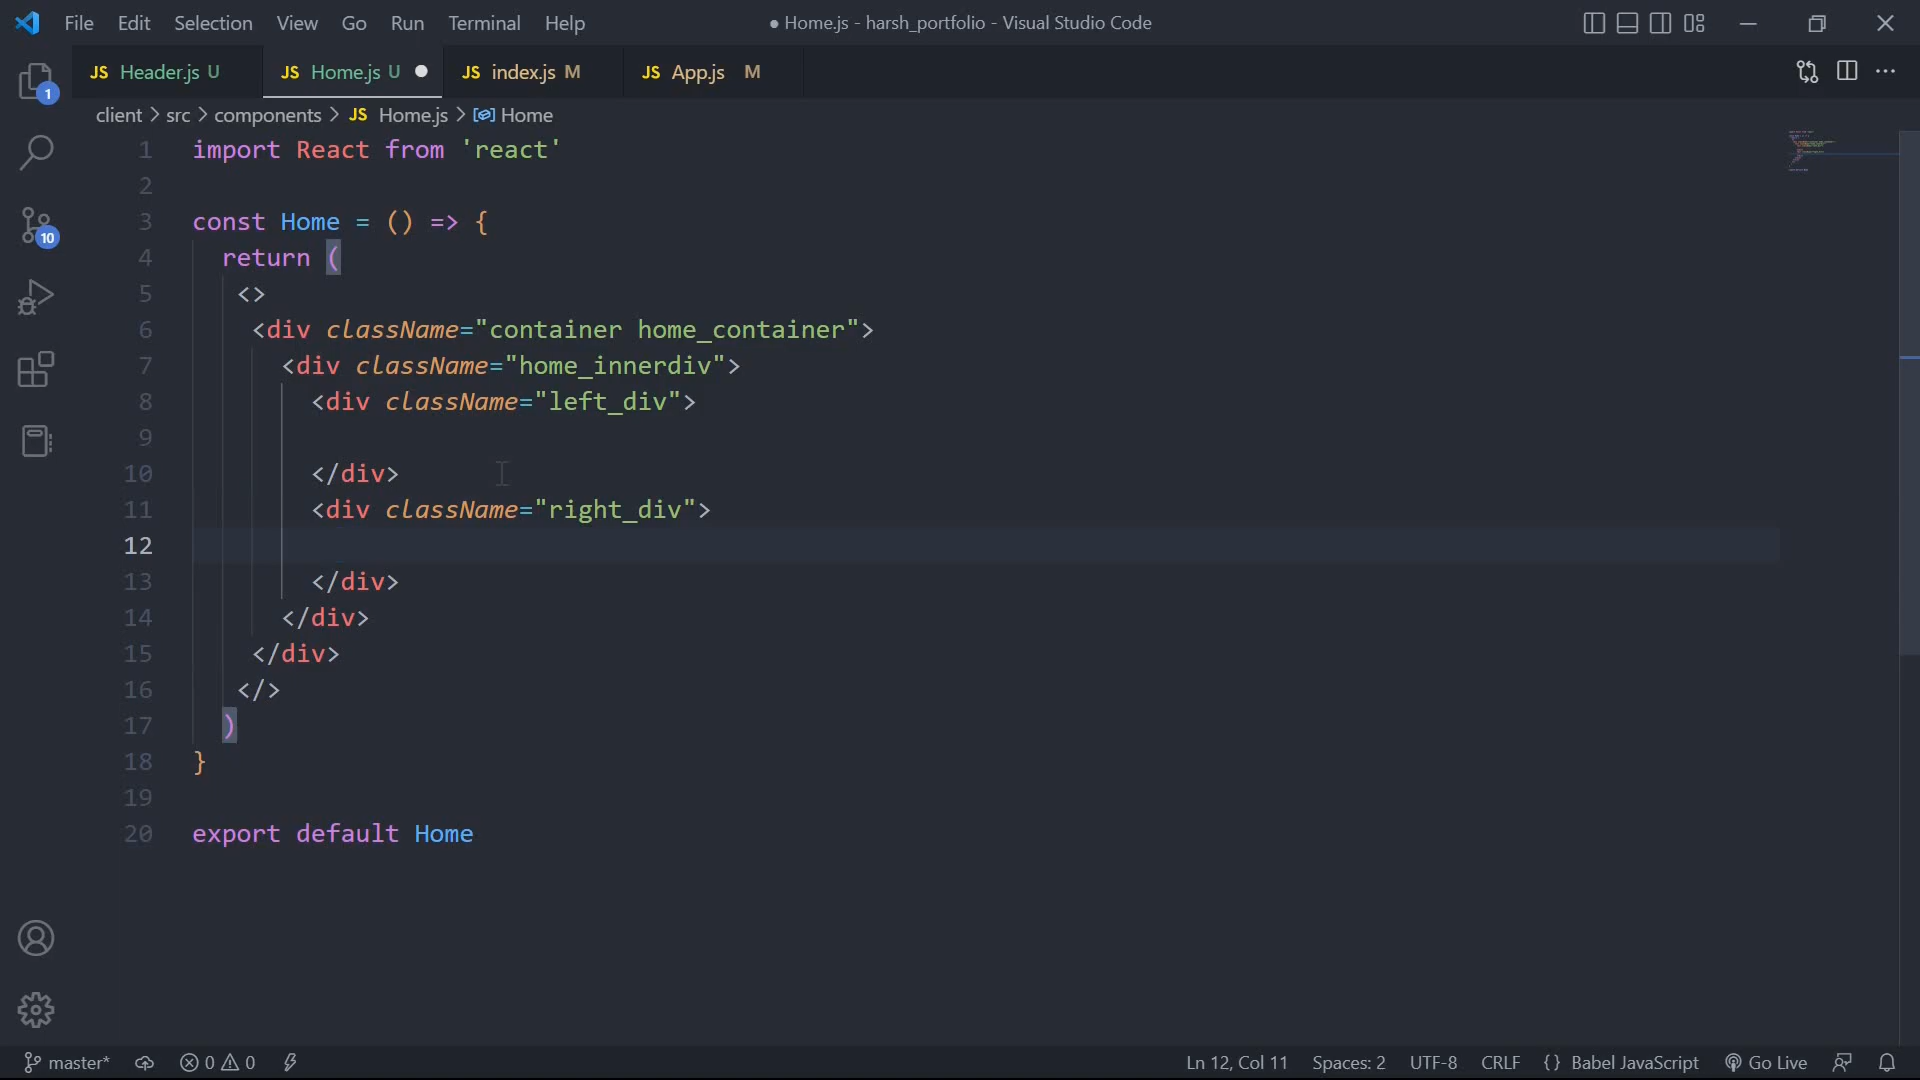 File Edit Selection View Go Run Terminal Help
● Home.js - harsh_portfolio - Visual Studio Code
JS Header.js U
JS Home.js U ●
JS index.js M
JS App.js M
1
10
client > src > components > JS Home.js > Home
1 import React from 'react'
2
3 const Home = () => {
4 return (
5 <>
6 <div className="container home_container">
7 <div className="home_innerdiv">
8 <div className="left_div">
9
10 </div>
11 <div className="right_div">
12
13 </div>
14 </div>
15 </div>
16 </>
17 )
18 }
19
20 export default Home
master* 0 0 Ln 12, Col 11 Spaces: 2 UTF-8 CRLF {} Babel JavaScript Go Live